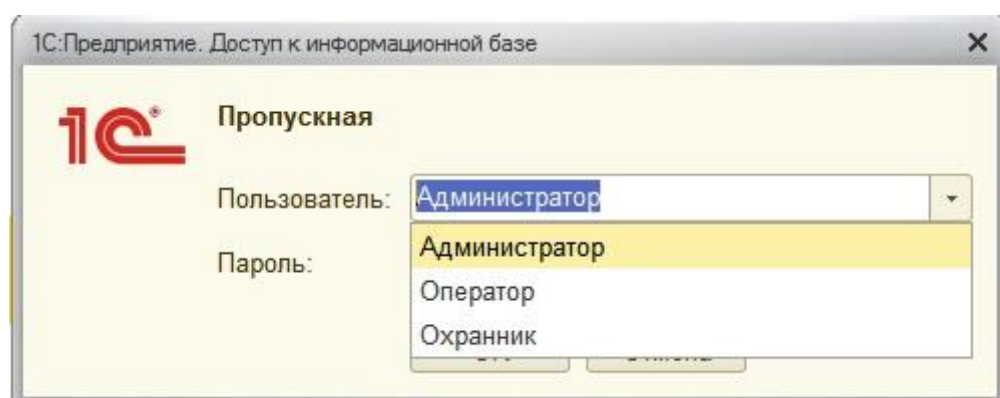 1С:Предприятие. Доступ к информационной базе
1С
Пропускная
Пользователь: Администратор
Администратор
Пароль:
Оператор
Охранник